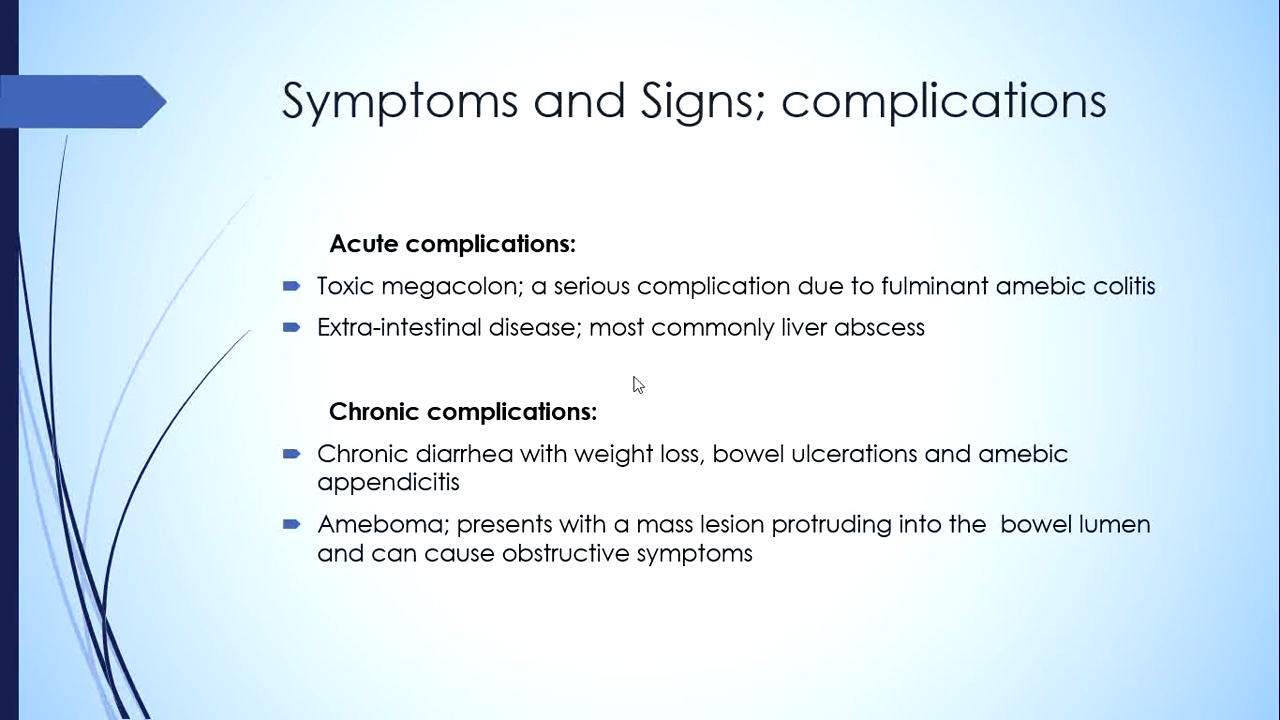 Symptoms and Signs; complications
Acute complications:
Toxic megacolon; a serious complication due to fulminant amebic colitis
Extra-intestinal disease; most commonly liver abscess
Chronic complications:
Chronic diarrhea with weight loss, bowel ulcerations and amebic
appendicitis
Ameboma; presents with a mass lesion protruding into the  bowel lumen
and can cause obstructive symptoms